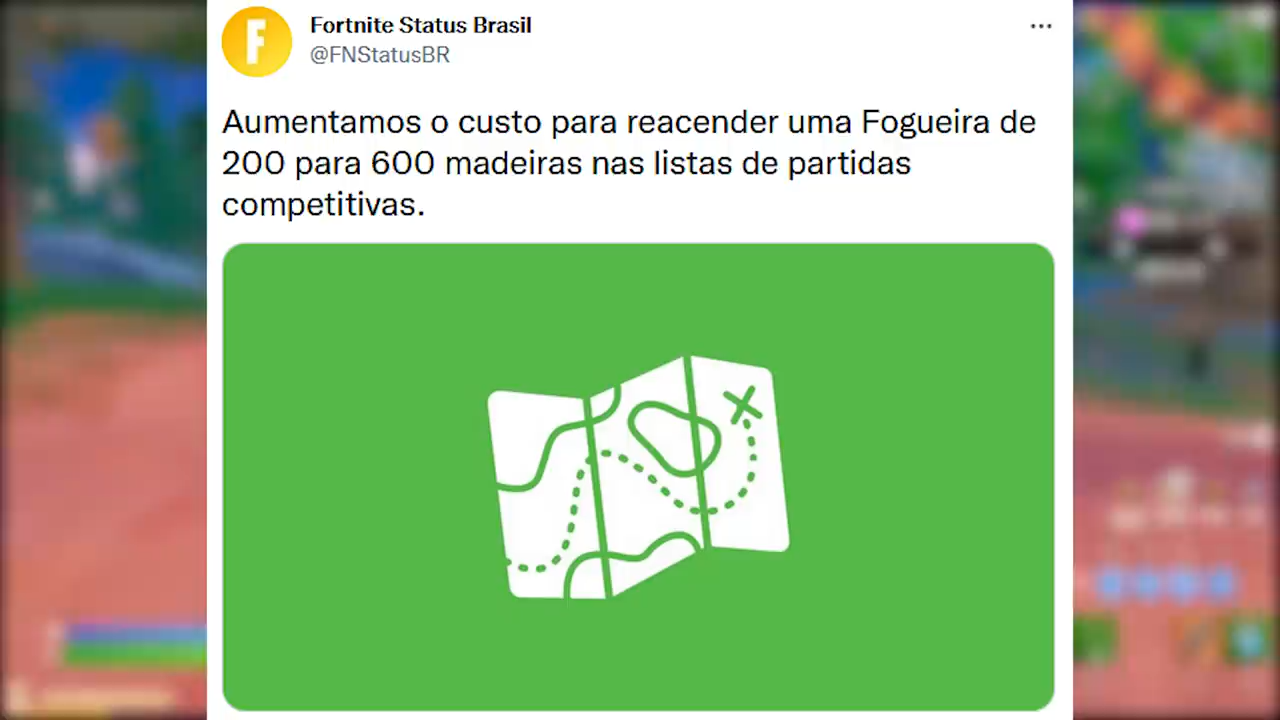 Fortnite Status Brasil
@FNStatusBR
Aumentamos o custo para reacender uma Fogueira de
200 para 600 madeiras nas listas de partidas
competitivas.